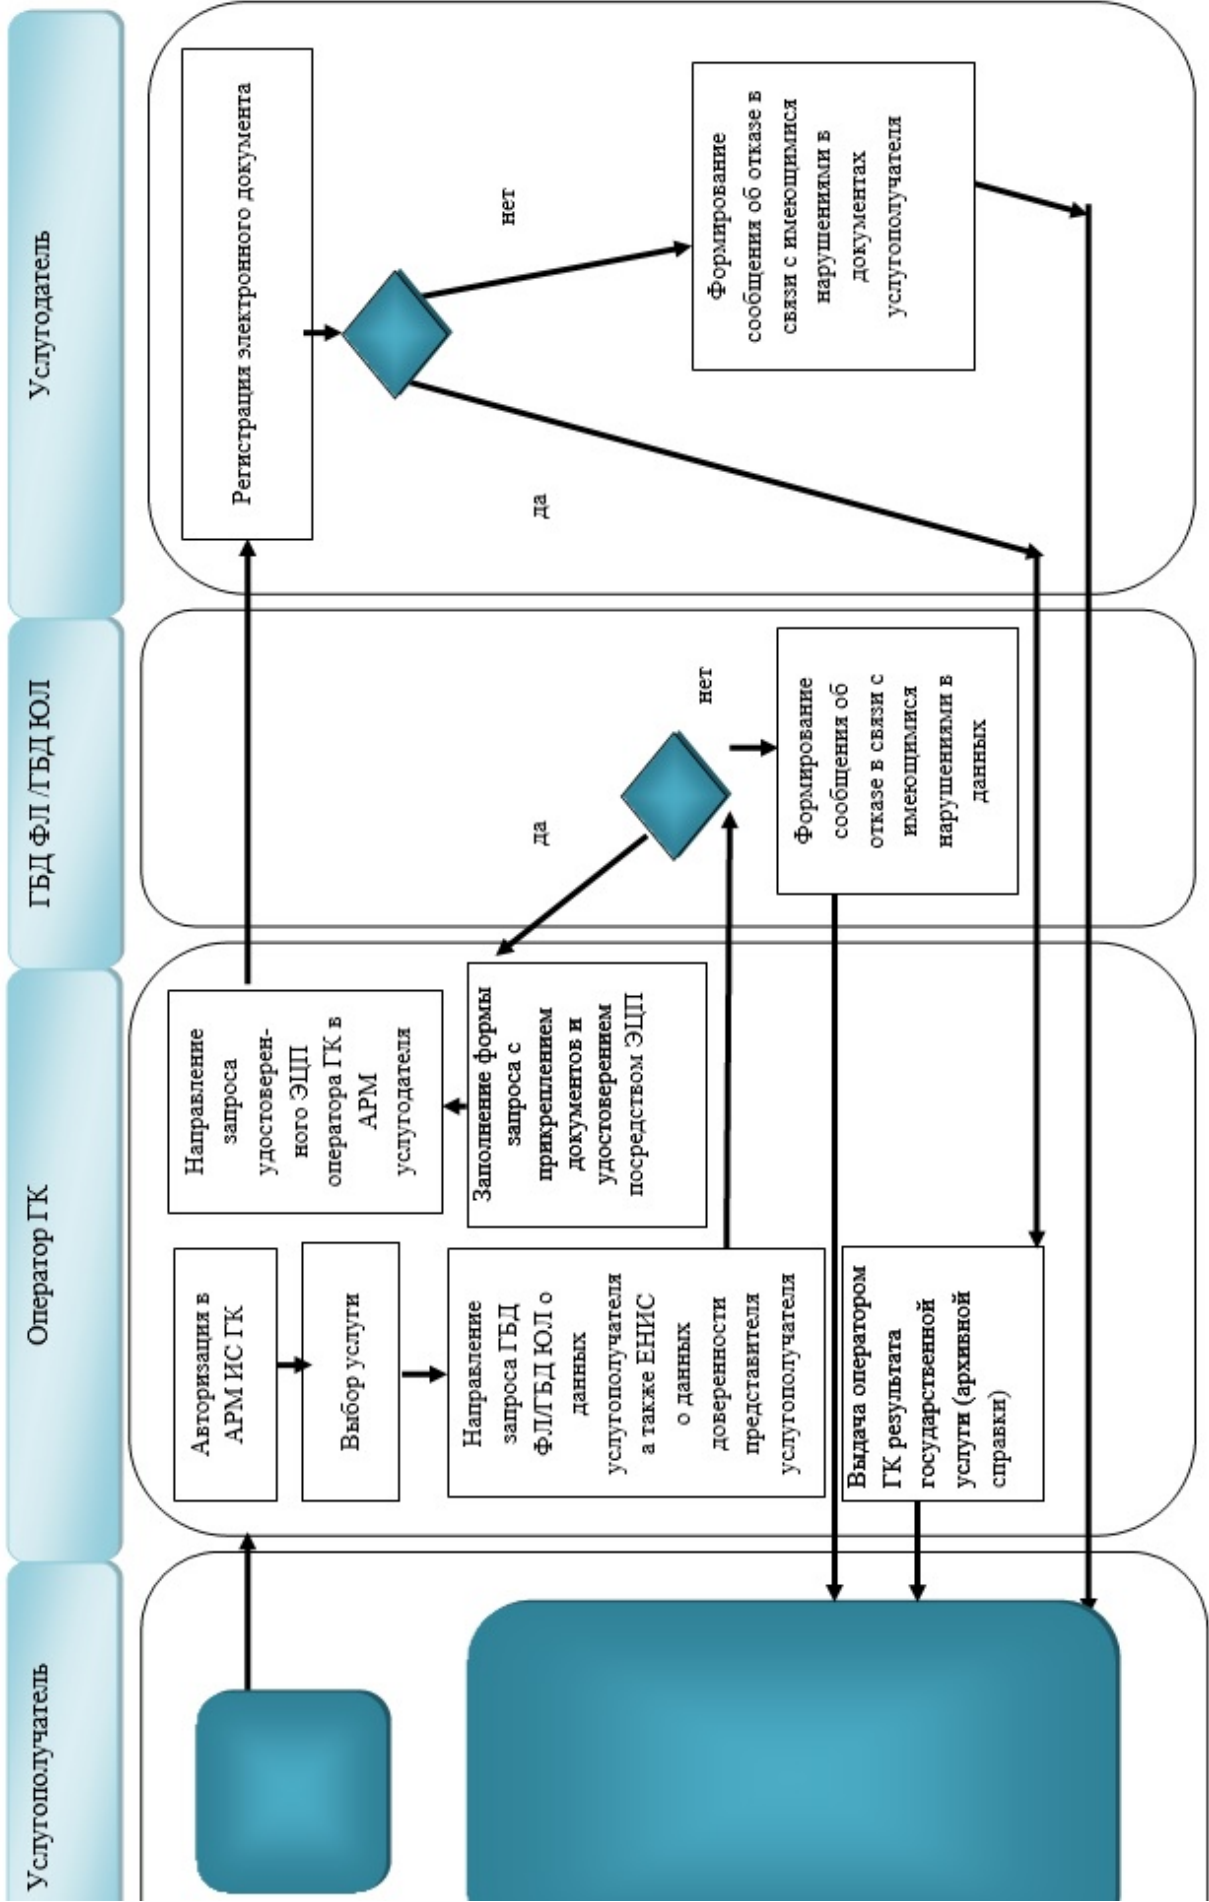 Услугополучатель
Оператор ГК
ГБД ФЛ /ГБД ЮЛ
Услугодатель
Авторизация в
АРМ ИС ГК
Выбор услуги
Направление
запроса ГБД
ФЛ/ГБД ЮЛ о
данных
услугополучателя
а также ЕНИС
о данных
доверенности
представителя
услугополучателя
Выдача оператором
ГК результата
государственной
услуги (архивной
справки)
Направление
запроса
удостоверен-
ного ЭЦП
оператора ГК в
АРМ
услугодателя
Заполнение формы
запроса с
прикреплением
документов и
удостоверением
посредством ЭЦП
да
нет
Формирование
сообщения об
отказе в связи с
имеющимися
нарушениями в
данных
Регистрация электронного документа
да
нет
Формирование
сообщения об отказе в
связи с имеющимися
нарушениями в
документах
услугополучателя